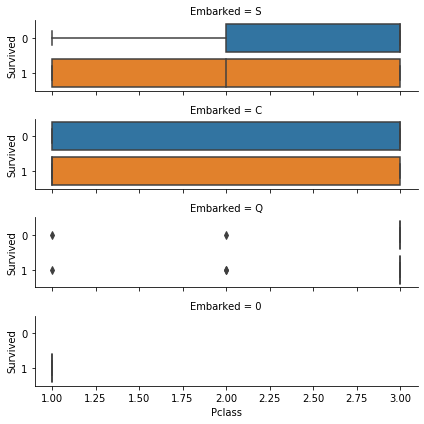 Embarked = S
Survived
0
1
Embarked = C
Survived
0
1
Embarked = Q
Survived
0
1
Embarked = 0
Survived
0
1
1.00 1.25 1.50 1.75 2.00 2.25 2.50 2.75 3.00
Pclass